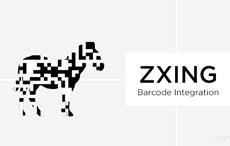 ZXING
Barcode Integration